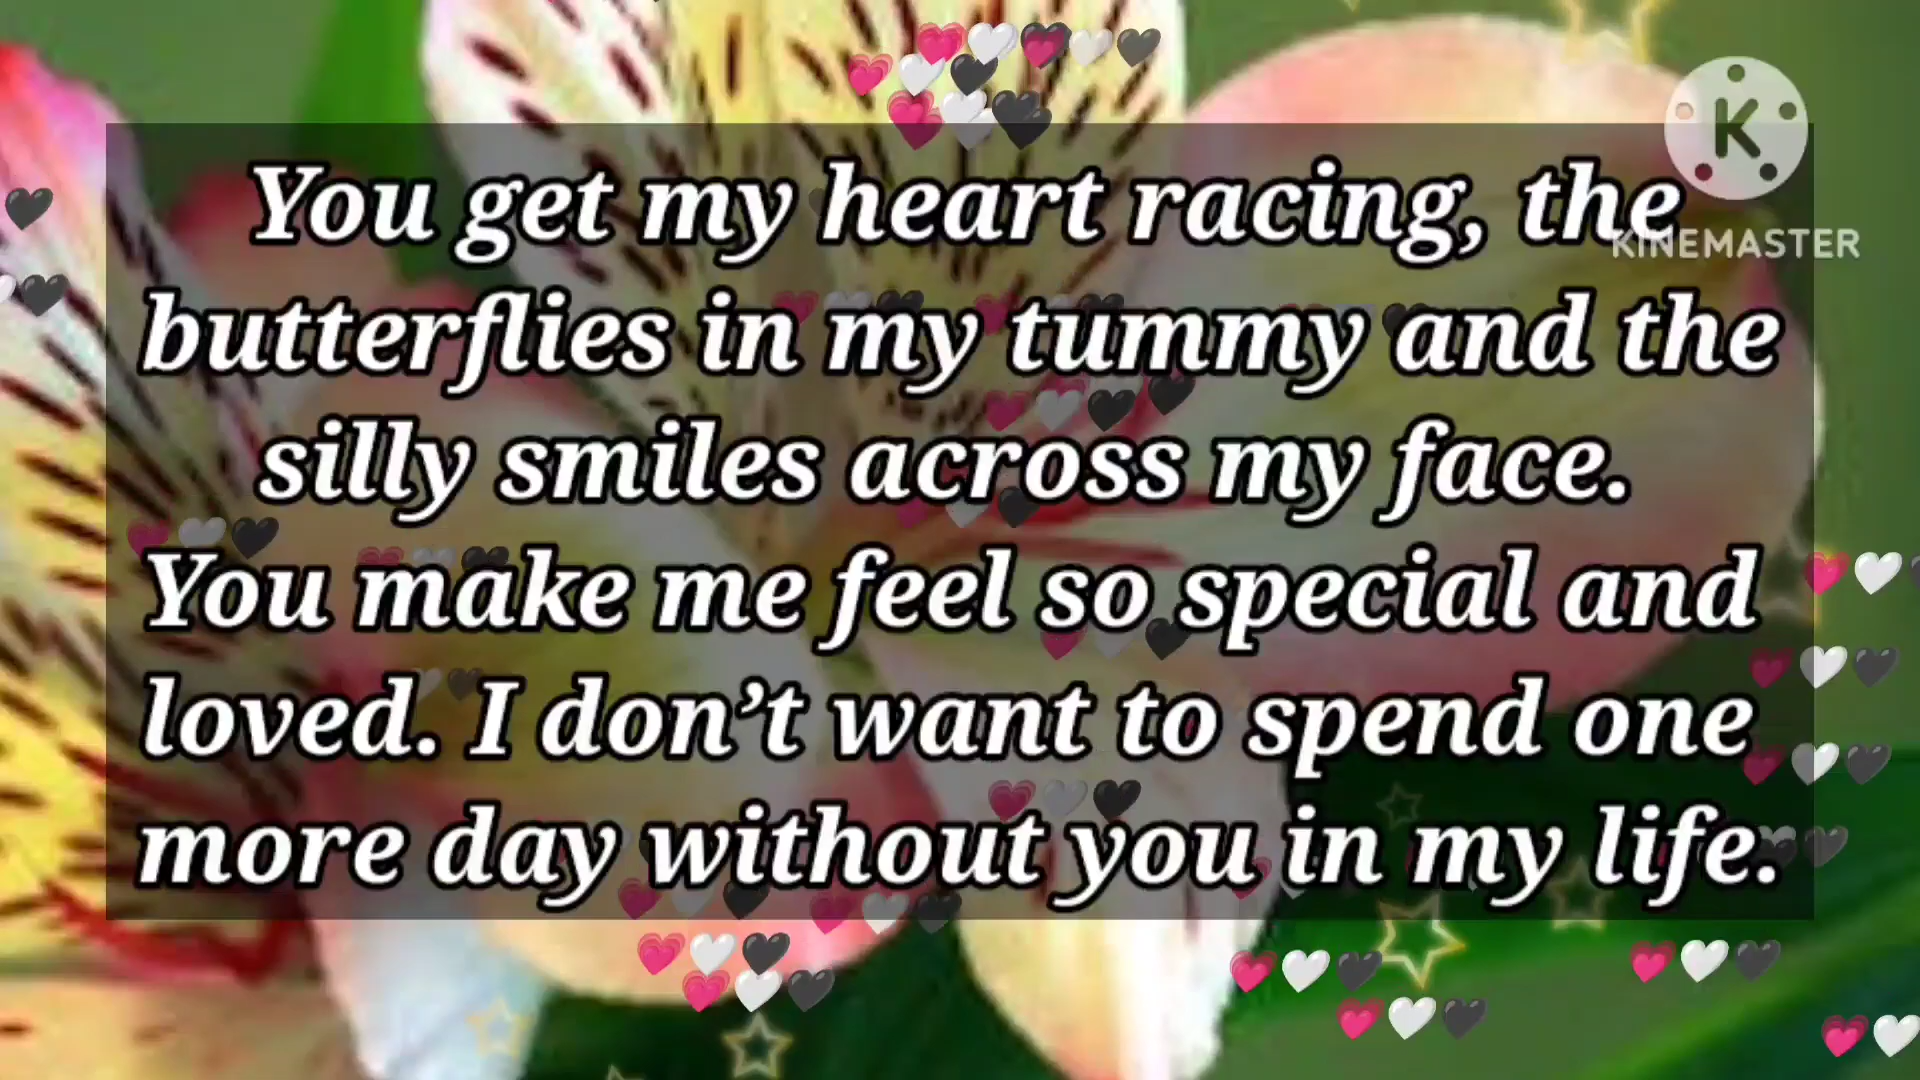 You get my heart racing, the
butterflies in my tummy and the
silly smiles across my face.
You make me feel so special and
loved. I don’t want to spend one
more day without you in my life.
K
KINEMASTER